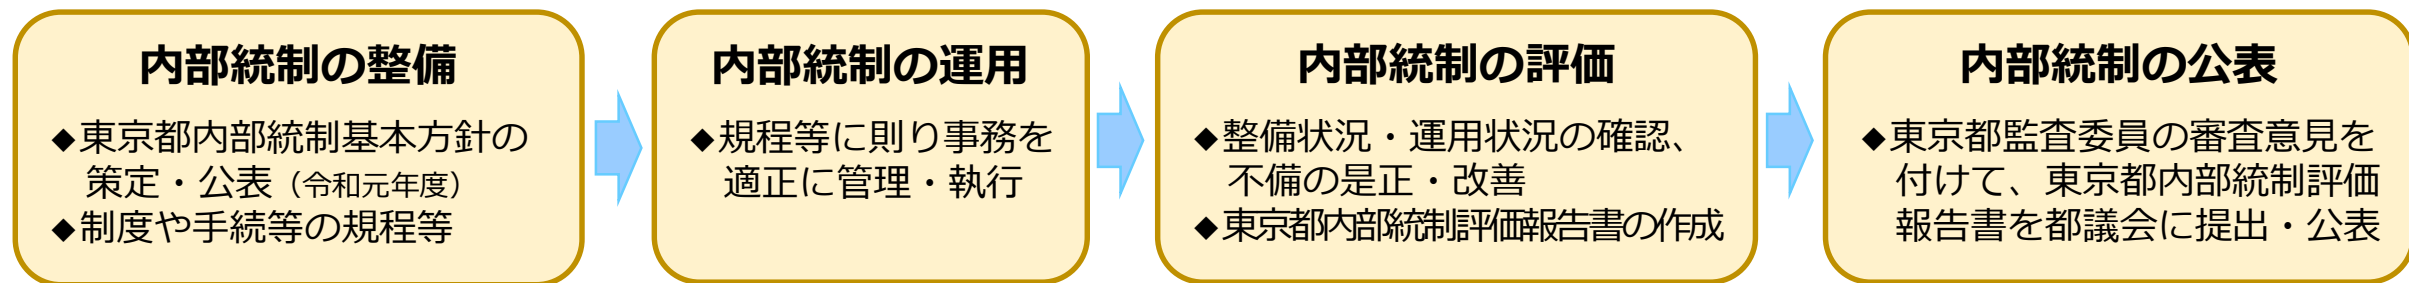 内部統制の整備
◆東京都内部統制基本方針の
策定・公表（令和元年度）
◆制度や手続等の規程等
内部統制の運用
◆規程等に則り事務を
適正に管理・執行
内部統制の評価
◆整備状況・運用状況の確認、
不備の是正・改善
◆東京都内部統制評価報告書の作成
内部統制の公表
◆東京都監査委員の審査意見を
付けて、東京都内部統制評価
報告書を都議会に提出・公表